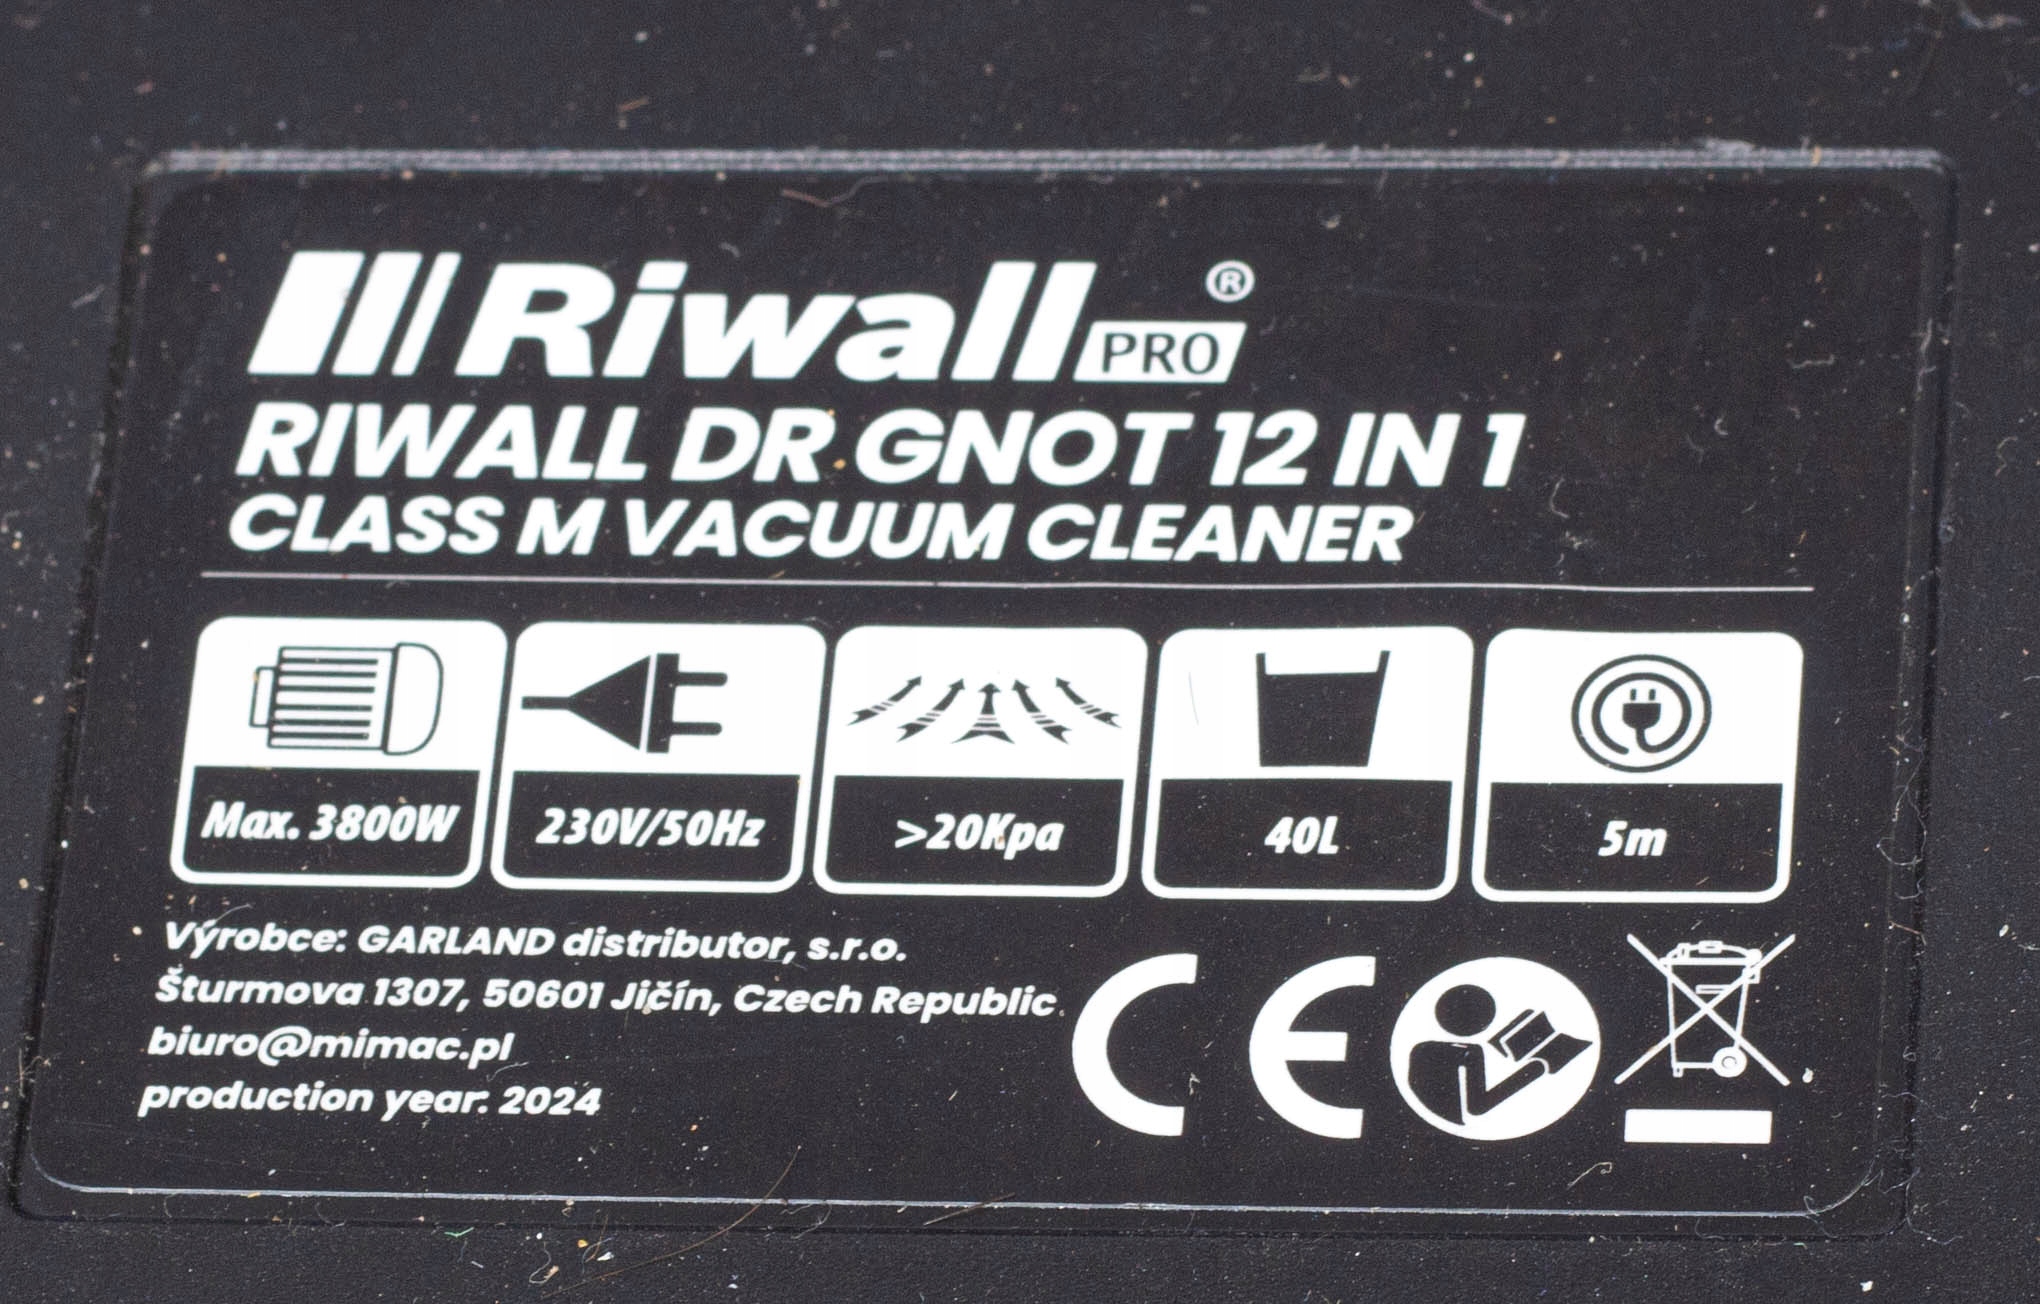 Riwall PRO ®
RIWALL DR GNOT 12 IN 1
CLASS M VACUUM CLEANER
Max. 3800W 230V/50Hz >20Kpa 40L 5m
Výrobce: GARLAND distributor, s.r.o.
Šturmova 1307, 50601 Jičín, Czech Republic.
biuro@mimac.pl
production year: 2024
CE